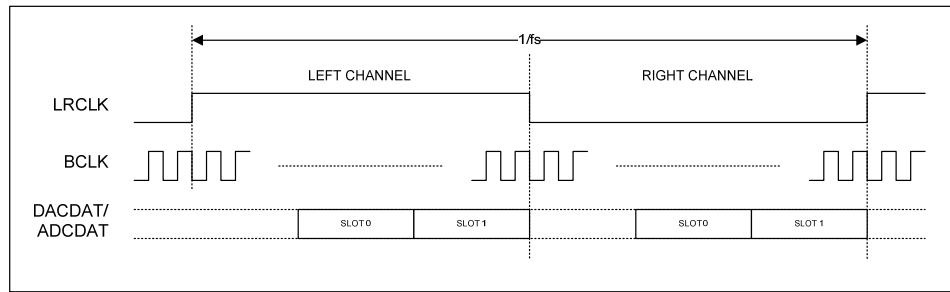 1/fs
LEFT CHANNEL
RIGHT CHANNEL
LRCLK
BCLK
DACDAT/
ADCDAT
SLOT 0
SLOT 1
SLOT 0
SLOT 1